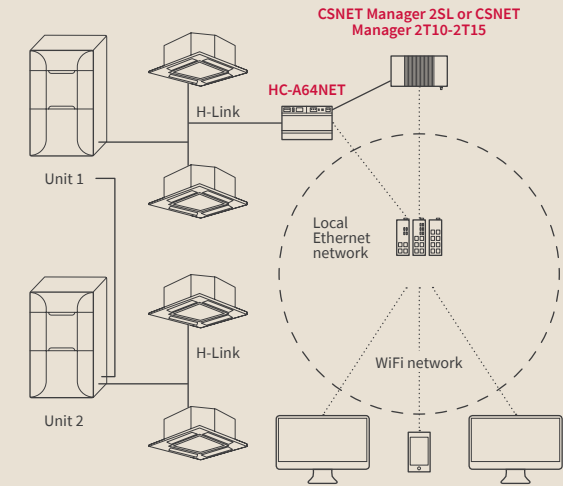 CSNET Manager 2SL or CSNET
Manager 2T10-2T15
HC-A64NET
H-Link
Unit 1
Local
Ethernet
network
H-Link
WiFi network
Unit 2